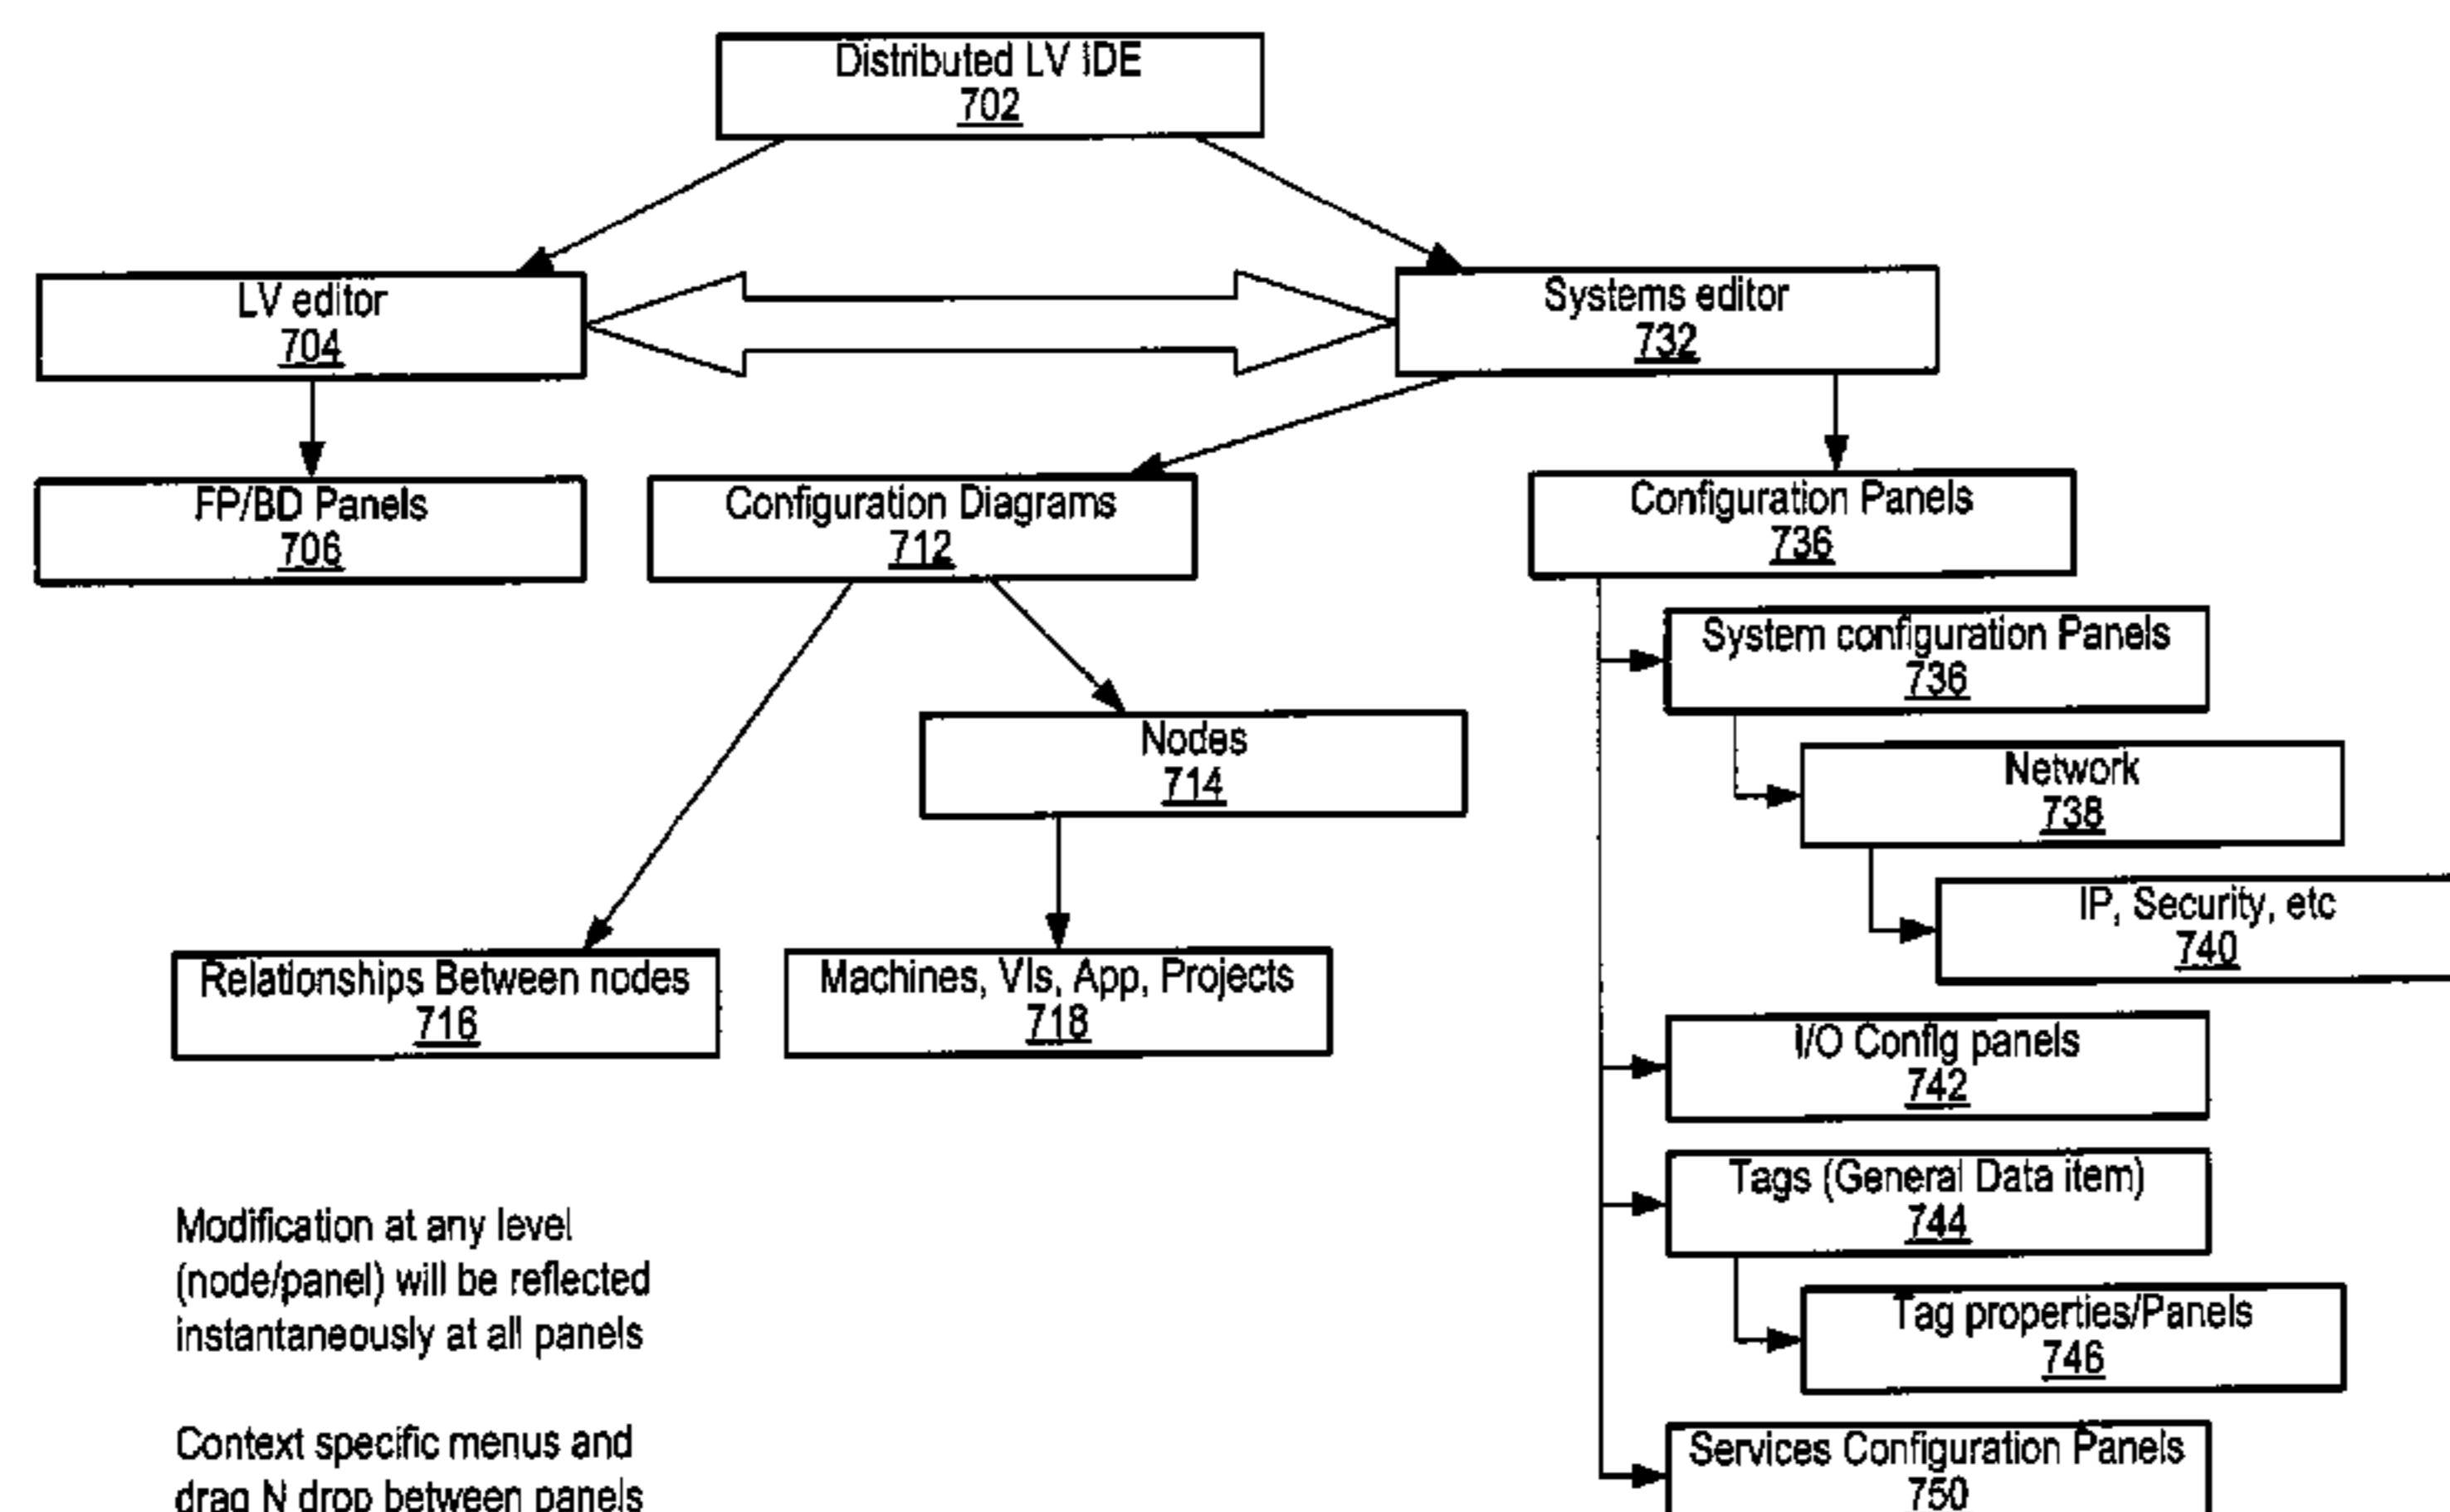 Distributed LV IDE
702
LV editor
704
Systems editor
732
FP/BD Panels
706
Configuration Diagrams
712
Configuration Panels
736
System configuration Panels
736
Nodes
714
Network
738
IP, Security, etc
740
Relationships Between nodes
716
Machines, VIs, App, Projects
718
I/O Config panels
742
Tags (General Data item)
744
Tag properties/Panels
746
Services Configuration Panels
750
Modification at any level
(node/panel) will be reflected
instantaneously at all panels
Context specific menus and
drag N drop between panels